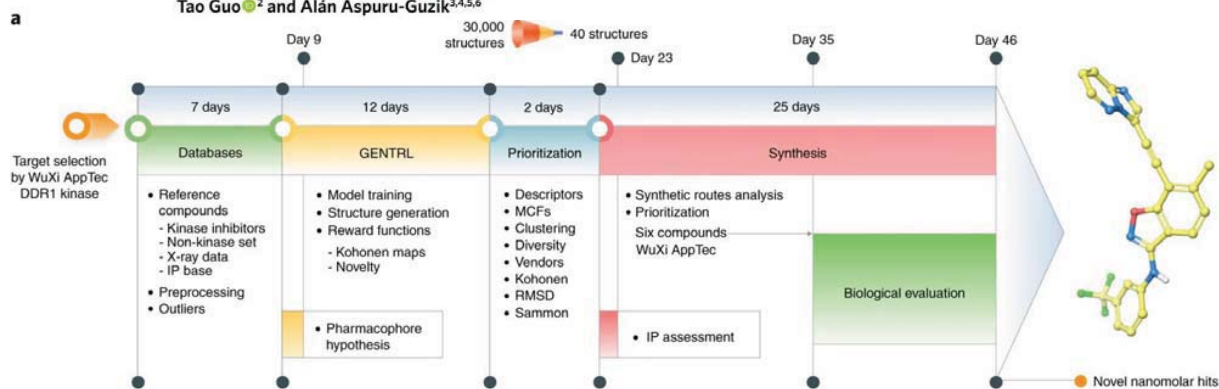 Tao Guo 2 and Alán Aspuru-Guzik3,4,5,6
a
30,000
structures
40 structures
Day 9
Day 23
Day 35
Day 46
7 days
12 days
2 days
25 days
Databases
GENTRL
Prioritization
Synthesis
Target selection
by WuXi AppTec
DDR1 kinase
• Reference
compounds
- Kinase inhibitors
- Non-kinase set
- X-ray data
- IP base
• Preprocessing
• Outliers
• Model training
• Structure generation
• Reward functions
- Kohonen maps
- Novelty
• Pharmacophore
hypothesis
• Descriptors
• MCFs
• Clustering
• Diversity
• Vendors
• Kohonen
• RMSD
• Sammon
• Synthetic routes analysis
• Prioritization
Six compounds
WuXi AppTec
• IP assessment
Biological evaluation
Novel nanomolar hits